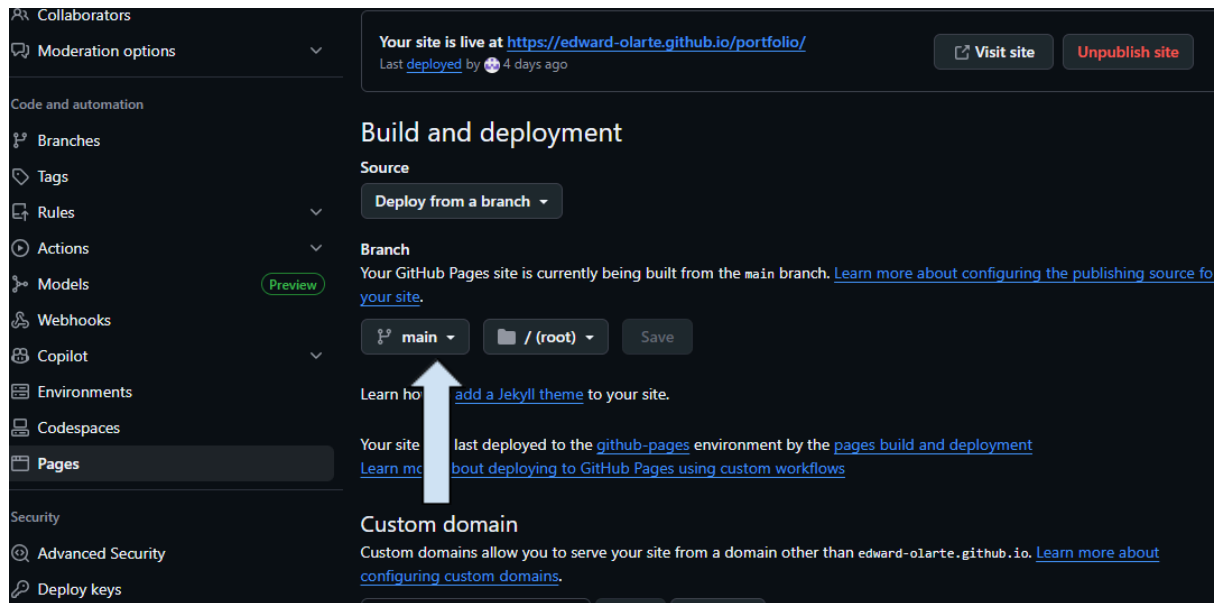 Collaborators
Moderation options
Code and automation
Branches
Tags
Rules
Actions
Models
Preview
Webhooks
Copilot
Environments
Codespaces
Pages
Security
Advanced Security
Deploy keys
Your site is live at https://edward-olarte.github.io/portfolio/
Last deployed by 4 days ago
Visit site
Unpublish site
Build and deployment
Source
Deploy from a branch
Branch
Your GitHub Pages site is currently being built from the main branch. Learn more about configuring the publishing source fo
your site.
main
/ (root)
Save
Learn ho add a Jekyll theme to your site.
Your site last deployed to the github-pages environment by the pages build and deployment
Learn m bout deploying to GitHub Pages using custom workflows
Custom domain
Custom domains allow you to serve your site from a domain other than edward-olarte.github.io. Learn more about
configuring custom domains.